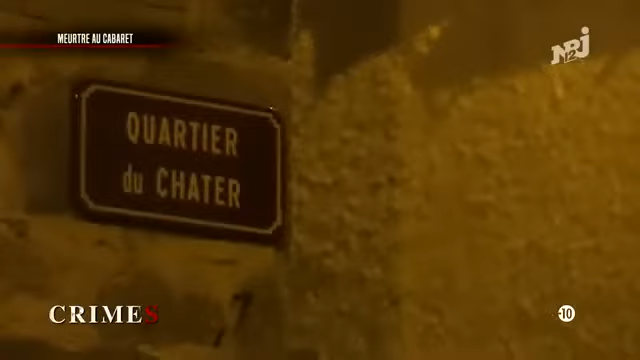 MEURTRE AU CABARET
NRJ
12
QUARTIER
du CHATER
CRIMES
-10